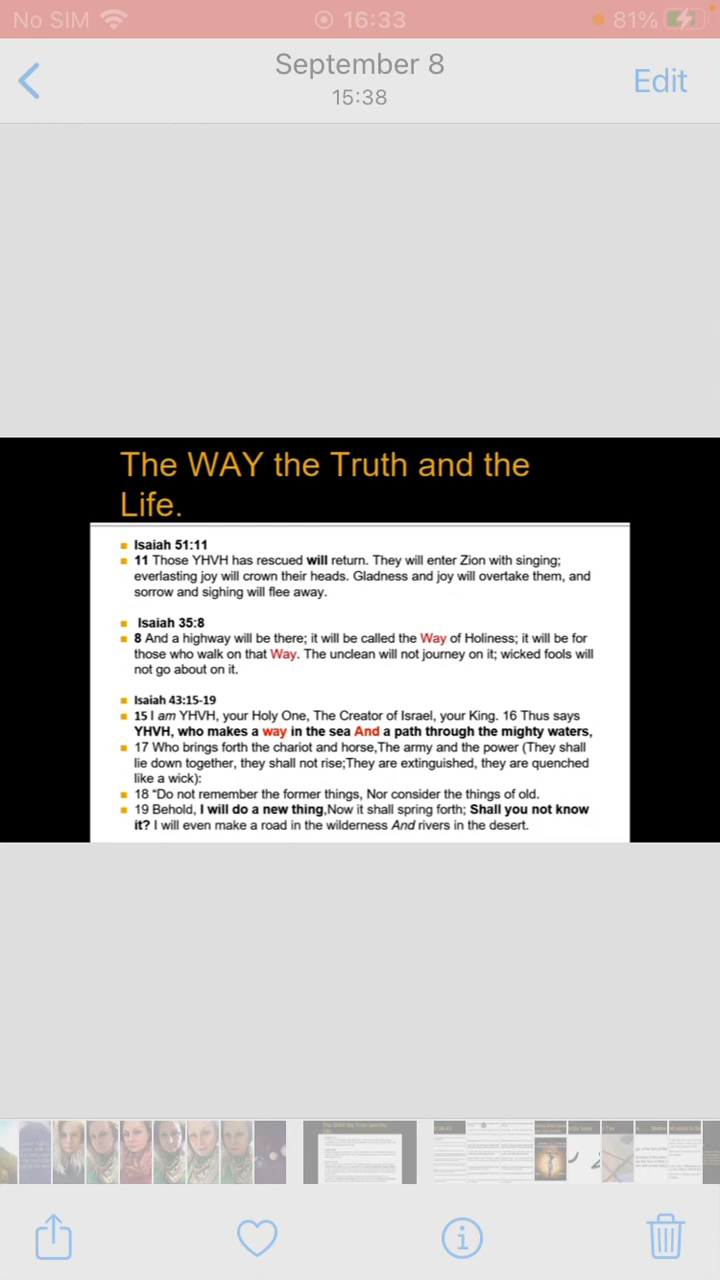 No SIM 16:33 81%
September 8
15:38
Edit
The WAY the Truth and the
Life.
Isaiah 51:11
11 Those YHVH has rescued will return. They will enter Zion with singing;
everlasting joy will crown their heads. Gladness and joy will overtake them, and
sorrow and sighing will flee away.
Isaiah 35:8
8 And a highway will be there; it will be called the Way of Holiness; it will be for
those who walk on that Way. The unclean will not journey on it; wicked fools will
not go about on it.
Isaiah 43:15-19
15 I am YHVH, your Holy One, The Creator of Israel, your King. 16 Thus says
YHVH, who makes a way in the sea And a path through the mighty waters,
17 Who brings forth the chariot and horse,The army and the power (They shall
lie down together, they shall not rise;They are extinguished, they are quenched
like a wick):
18 “Do not remember the former things, Nor consider the things of old.
19 Behold, I will do a new thing,Now it shall spring forth; Shall you not know
it? I will even make a road in the wilderness And rivers in the desert.